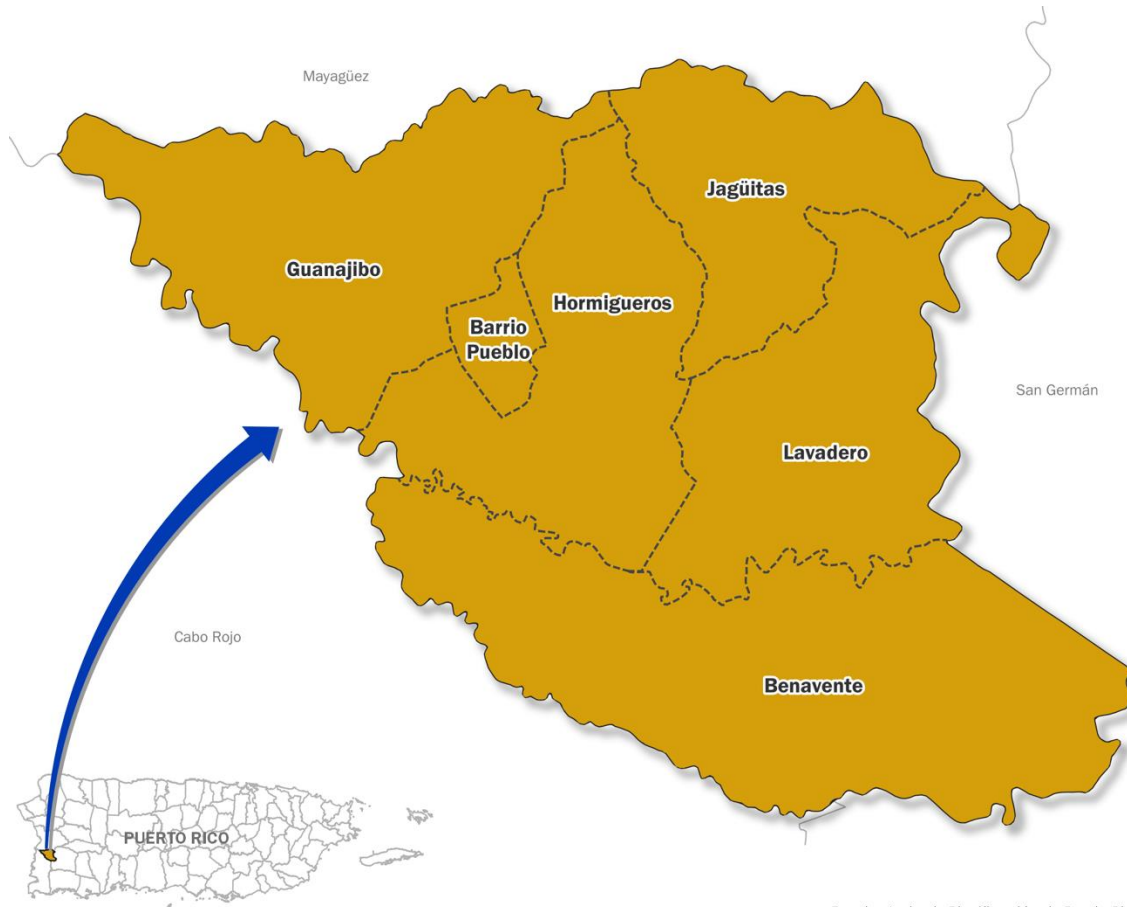 Mayagüez
Jagüitas
Guanajibo
Hormigueros
Barrio
Pueblo
San Germán
Lavadero
Cabo Rojo
Benavente
PUERTO RICO